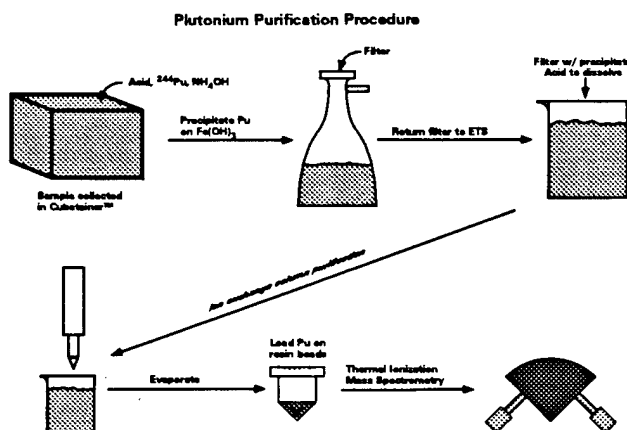 Plutonium Purification Procedure
Filter
Acid, ²⁴⁴Pu, NH₄OH
Filter w/ precipitate
Acid to dissolve
Precipitate Pu
on Fe(OH)₃
Return filter to ETS
Sample collected
in Cubetainer™
Ion exchange column purification
Load Pu on
resin beads
Evaporate
Thermal Ionization
Mass Spectrometry